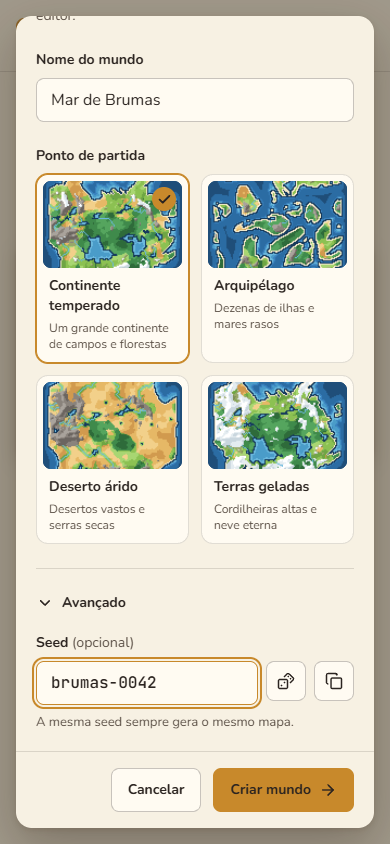 editor.
Nome do mundo
Mar de Brumas
Ponto de partida
Continente
temperado
Um grande continente
de campos e florestas
Arquipélago
Dezenas de ilhas e
mares rasos
Deserto árido
Desertos vastos e
serras secas
Terras geladas
Cordilheiras altas e
neve eterna
Avançado
Seed (opcional)
brumas-0042
A mesma seed sempre gera o mesmo mapa.
Cancelar
Criar mundo